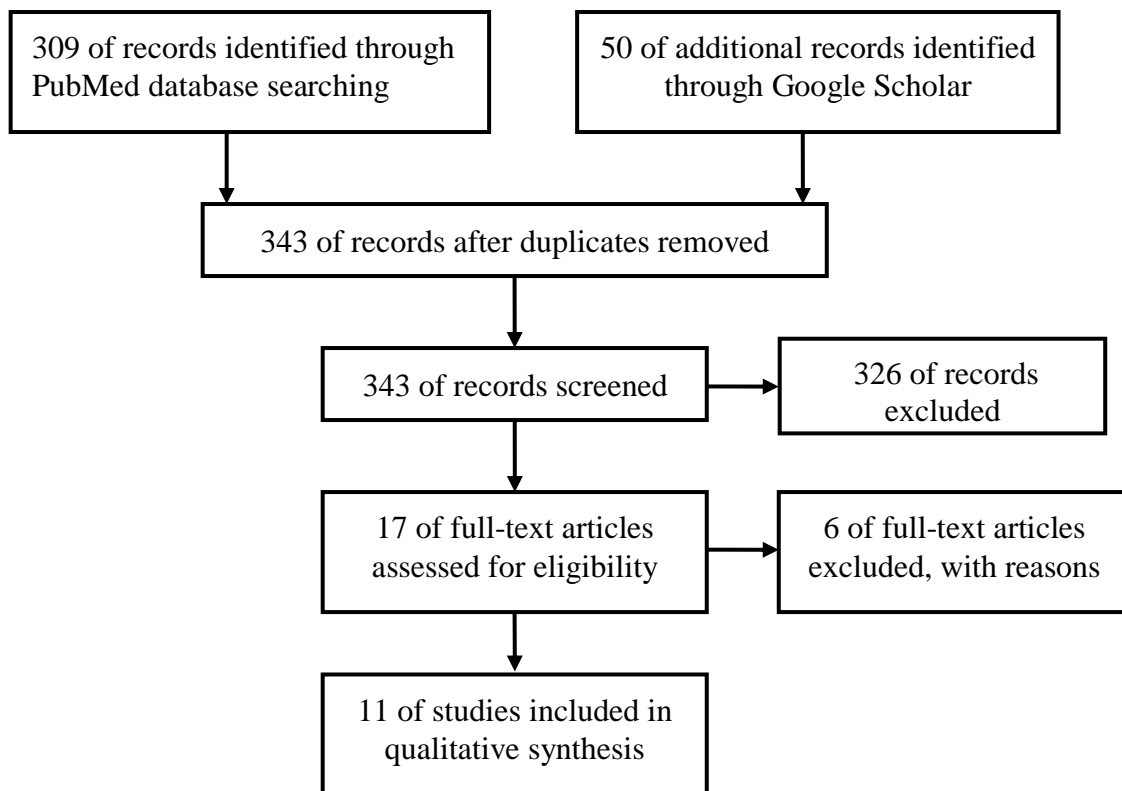 309 of records identified through
PubMed database searching
50 of additional records identified
through Google Scholar
343 of records after duplicates removed
343 of records screened
326 of records
excluded
17 of full-text articles
assessed for eligibility
6 of full-text articles
excluded, with reasons
11 of studies included in
qualitative synthesis